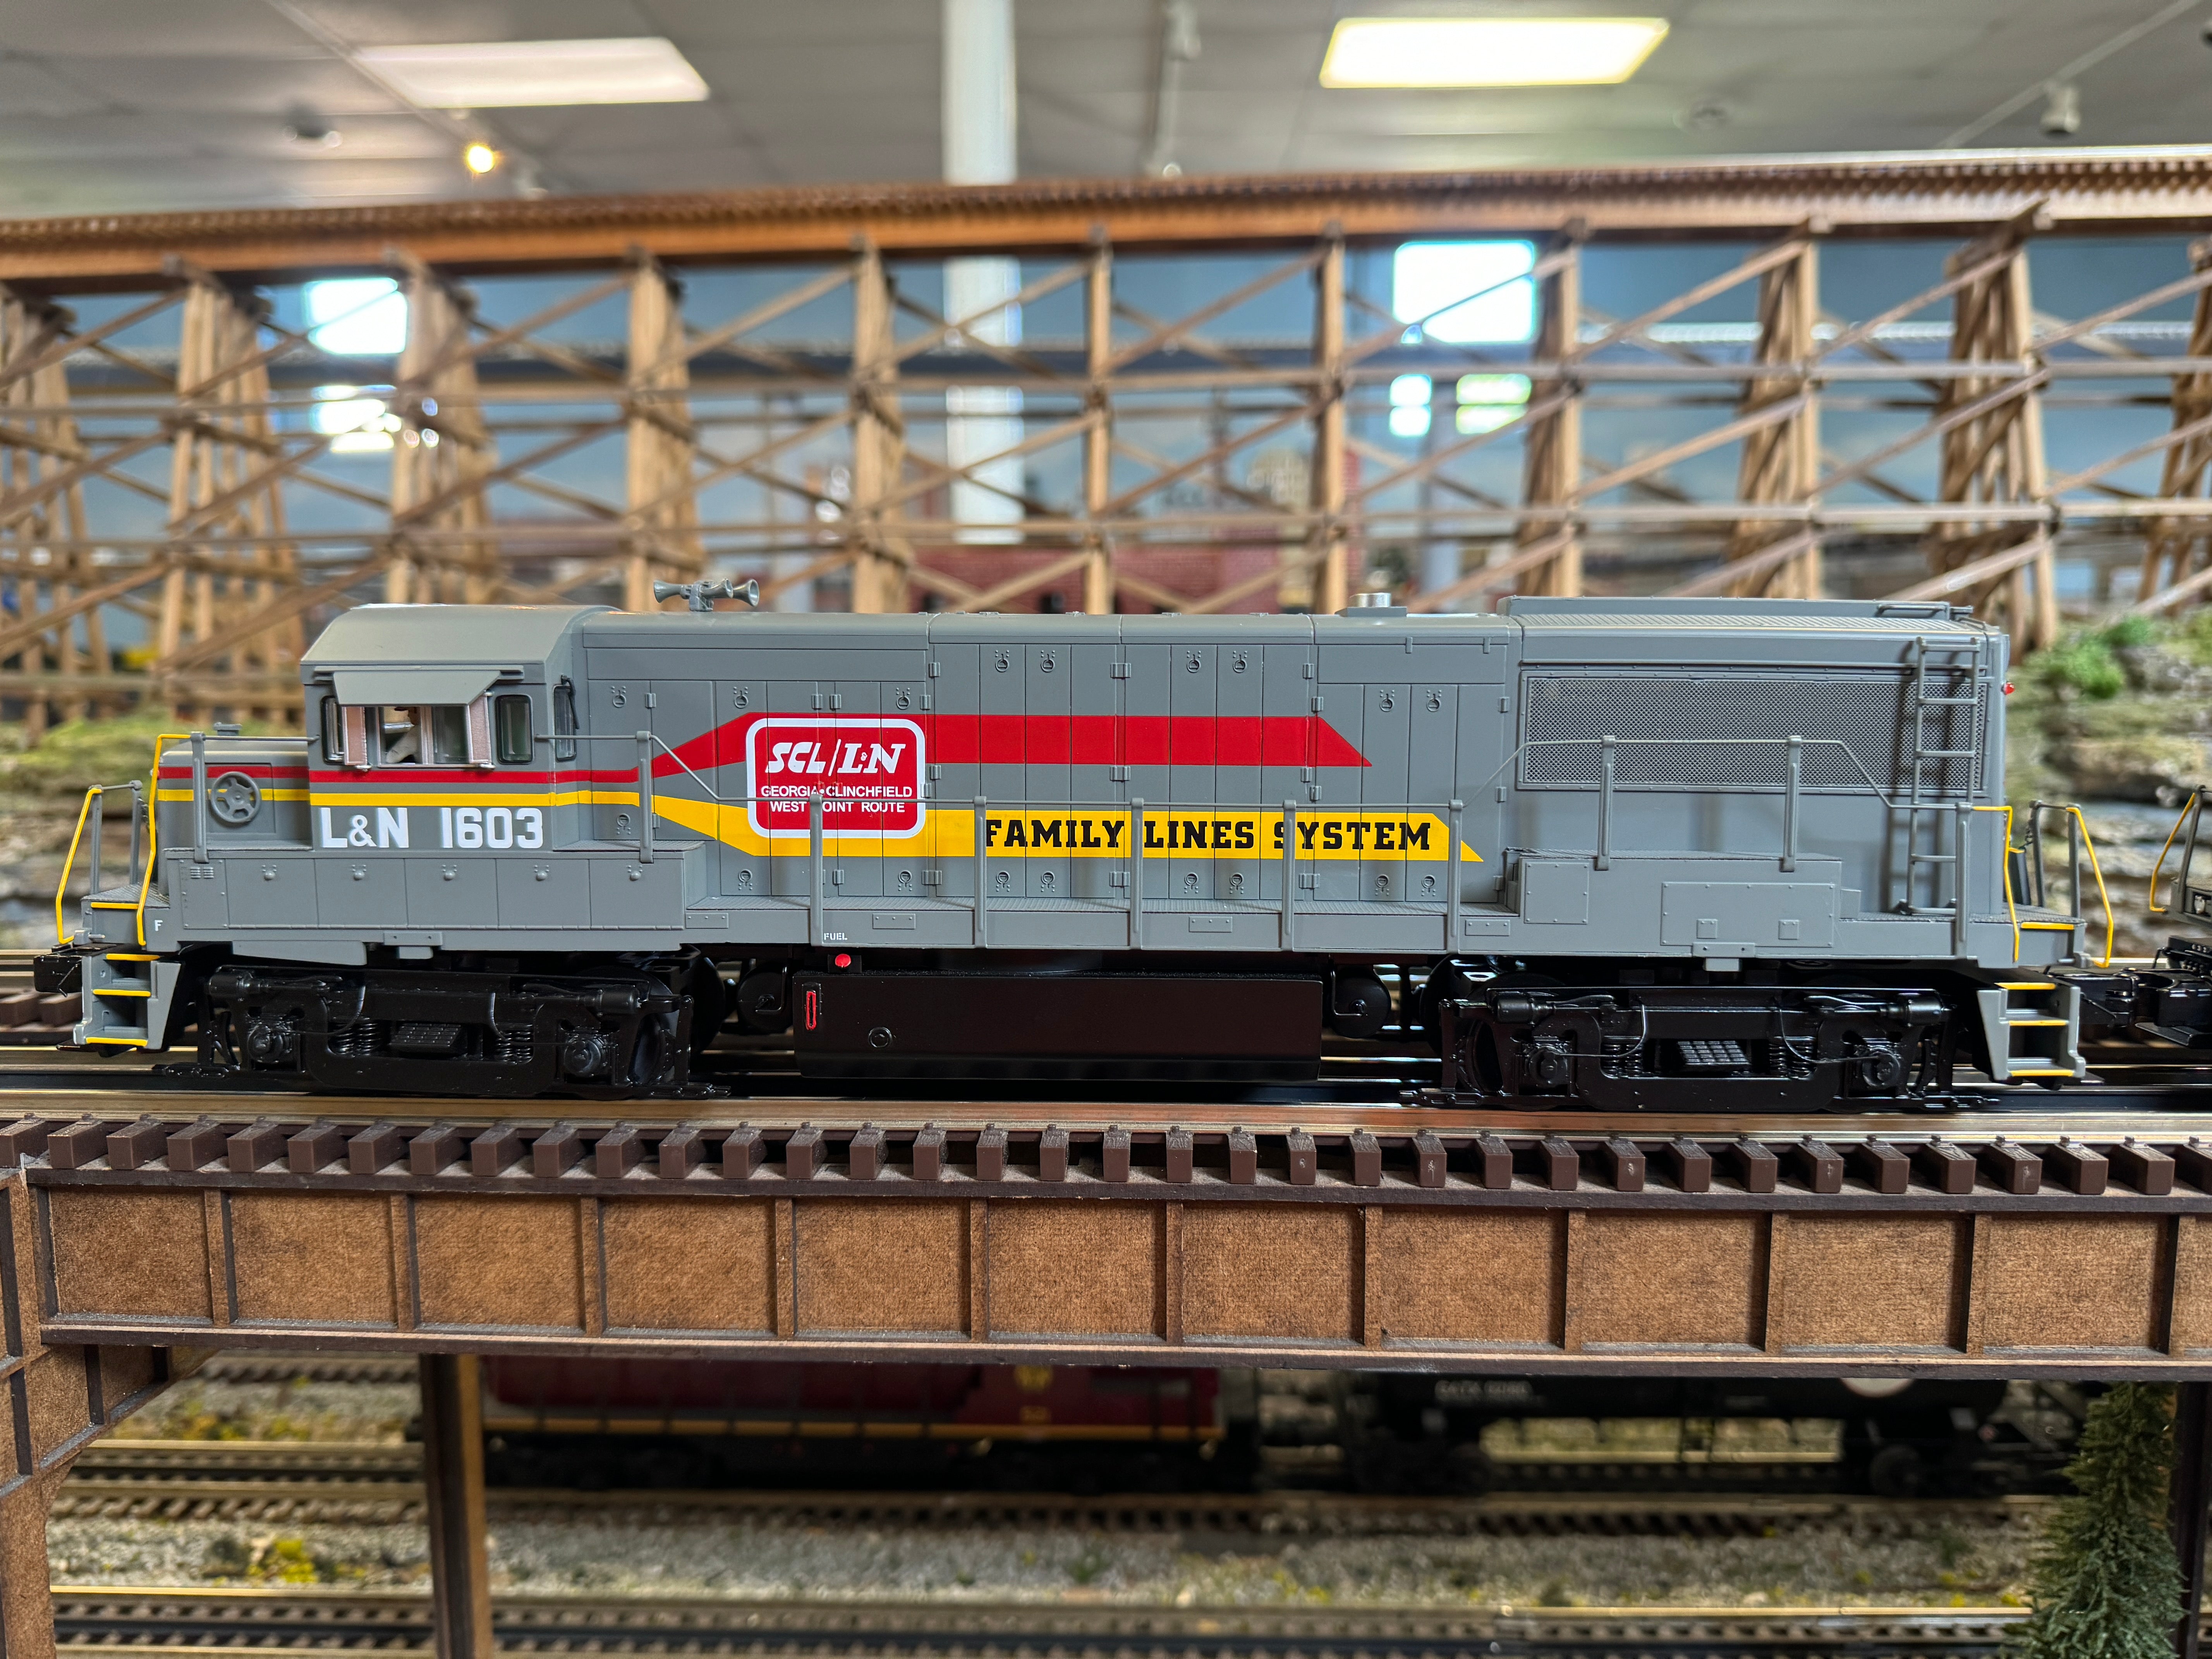 SCL/L&N
GEORGIA·CLINCHFIELD
WEST POINT ROUTE
L&N 1603
FAMILY LINES SYSTEM
F
FUEL